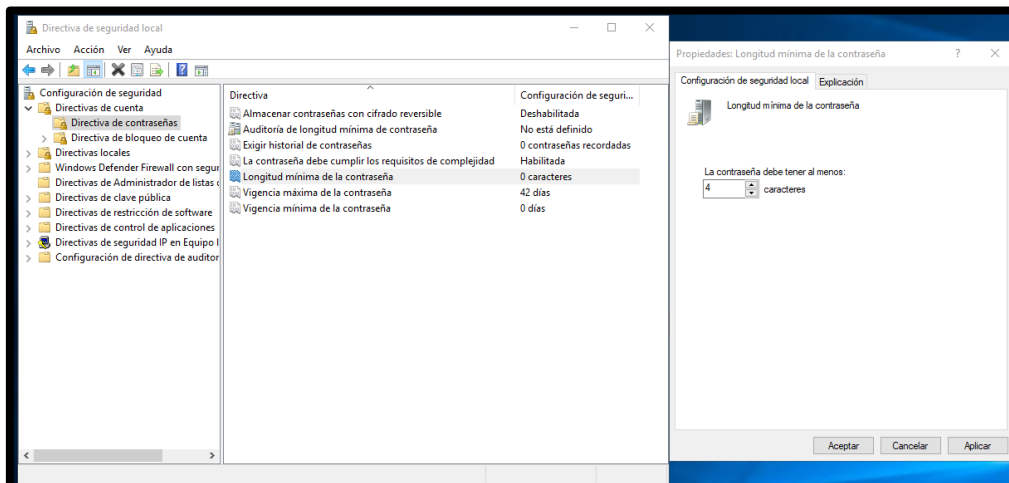 Directiva de seguridad local
Archivo Acción Ver Ayuda
Configuración de seguridad
Directivas de cuenta
Directiva de contraseñas
Directiva de bloqueo de cuenta
Directivas locales
Windows Defender Firewall con segur
Directivas de Administrador de listas
Directivas de clave pública
Directivas de restricción de software
Directivas de control de aplicaciones
Directivas de seguridad IP en Equipo l
Configuración de directiva de auditor
Directiva Configuración de seguri...
Almacenar contraseñas con cifrado reversible Deshabilitada
Auditoría de longitud mínima de contraseña No está definido
Exigir historial de contraseñas 0 contraseñas recordadas
La contraseña debe cumplir los requisitos de complejidad Habilitada
Longitud mínima de la contraseña 0 caracteres
Vigencia máxima de la contraseña 42 días
Vigencia mínima de la contraseña 0 días
Propiedades: Longitud mínima de la contraseña ?
Configuración de seguridad local Explicación
Longitud mínima de la contraseña
La contraseña debe tener al menos:
4 caracteres
Aceptar Cancelar Aplicar